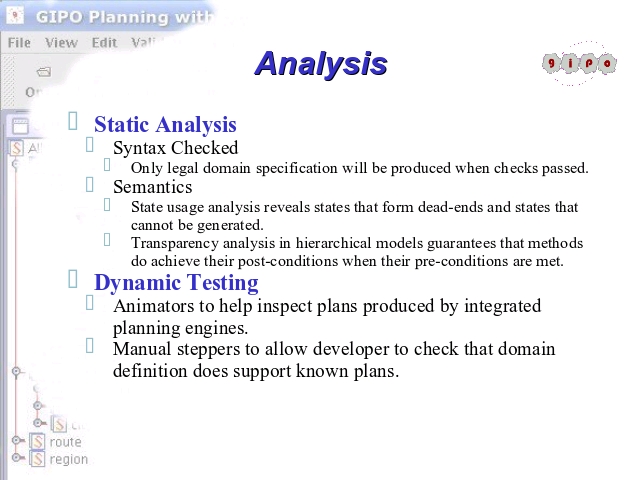 GIPO Planning with
File View Edit
Analysis
gipo
Static Analysis
Syntax Checked
Only legal domain specification will be produced when checks passed.
Semantics
State usage analysis reveals states that form dead-ends and states that
cannot be generated.
Transparency analysis in hierarchical models guarantees that methods
do achieve their post-conditions when their pre-conditions are met.
Dynamic Testing
Animators to help inspect plans produced by integrated
planning engines.
Manual steppers to allow developer to check that domain
definition does support known plans.
S route
S region